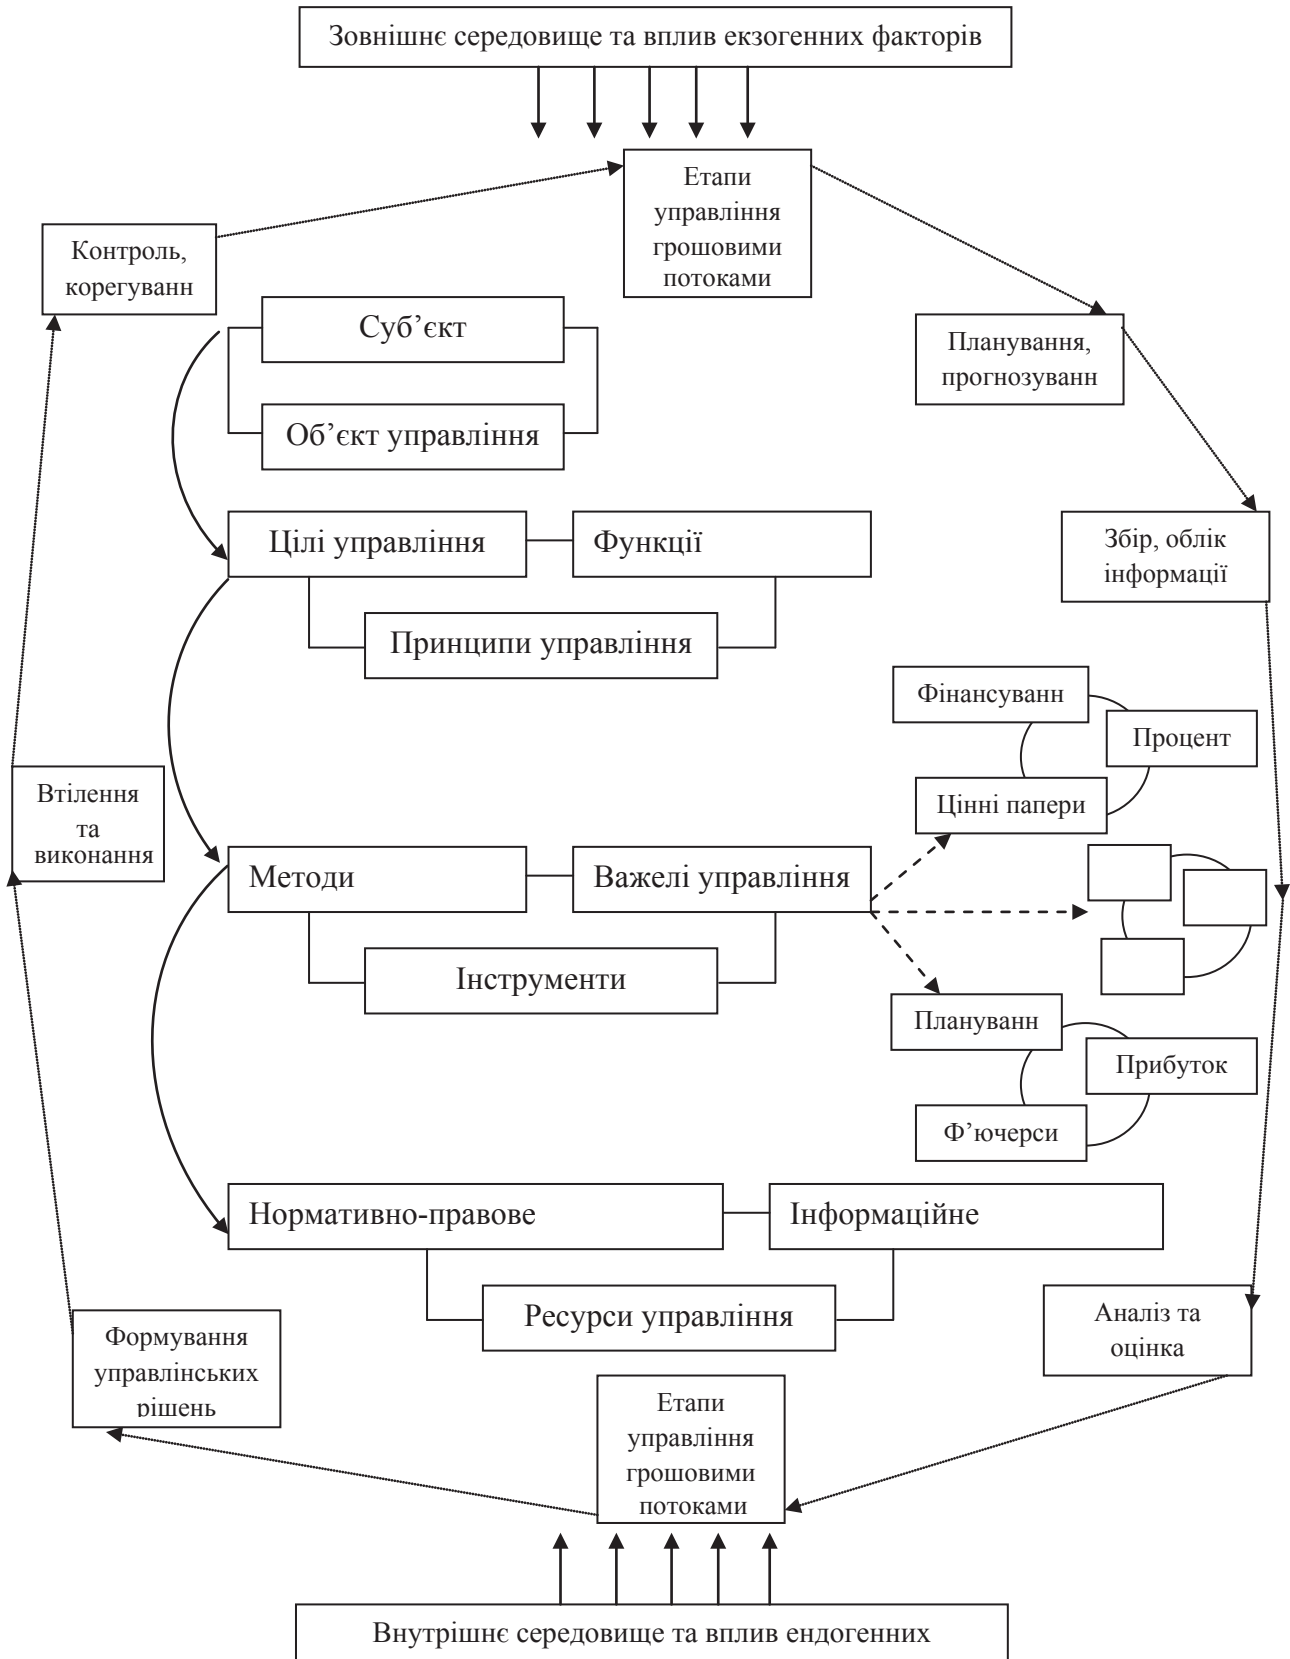 Зовнішнє середовище та вплив екзогенних факторів
Етапи
управління
грошовими
потоками
Контроль,
корегуванн
Суб’єкт
Планування,
прогнозуванн
Об’єкт управління
Цілі управління
Функції
Збір, облік
інформації
Принципи управління
Фінансуванн
Процент
Цінні папери
Втілення
та
виконання
Методи
Важелі управління
Інструменти
Плануванн
Прибуток
Ф’ючерси
Нормативно-правове
Інформаційне
Ресурси управління
Аналіз та
оцінка
Формування
управлінських
рішень
Етапи
управління
грошовими
потоками
Внутрішнє середовище та вплив ендогенних